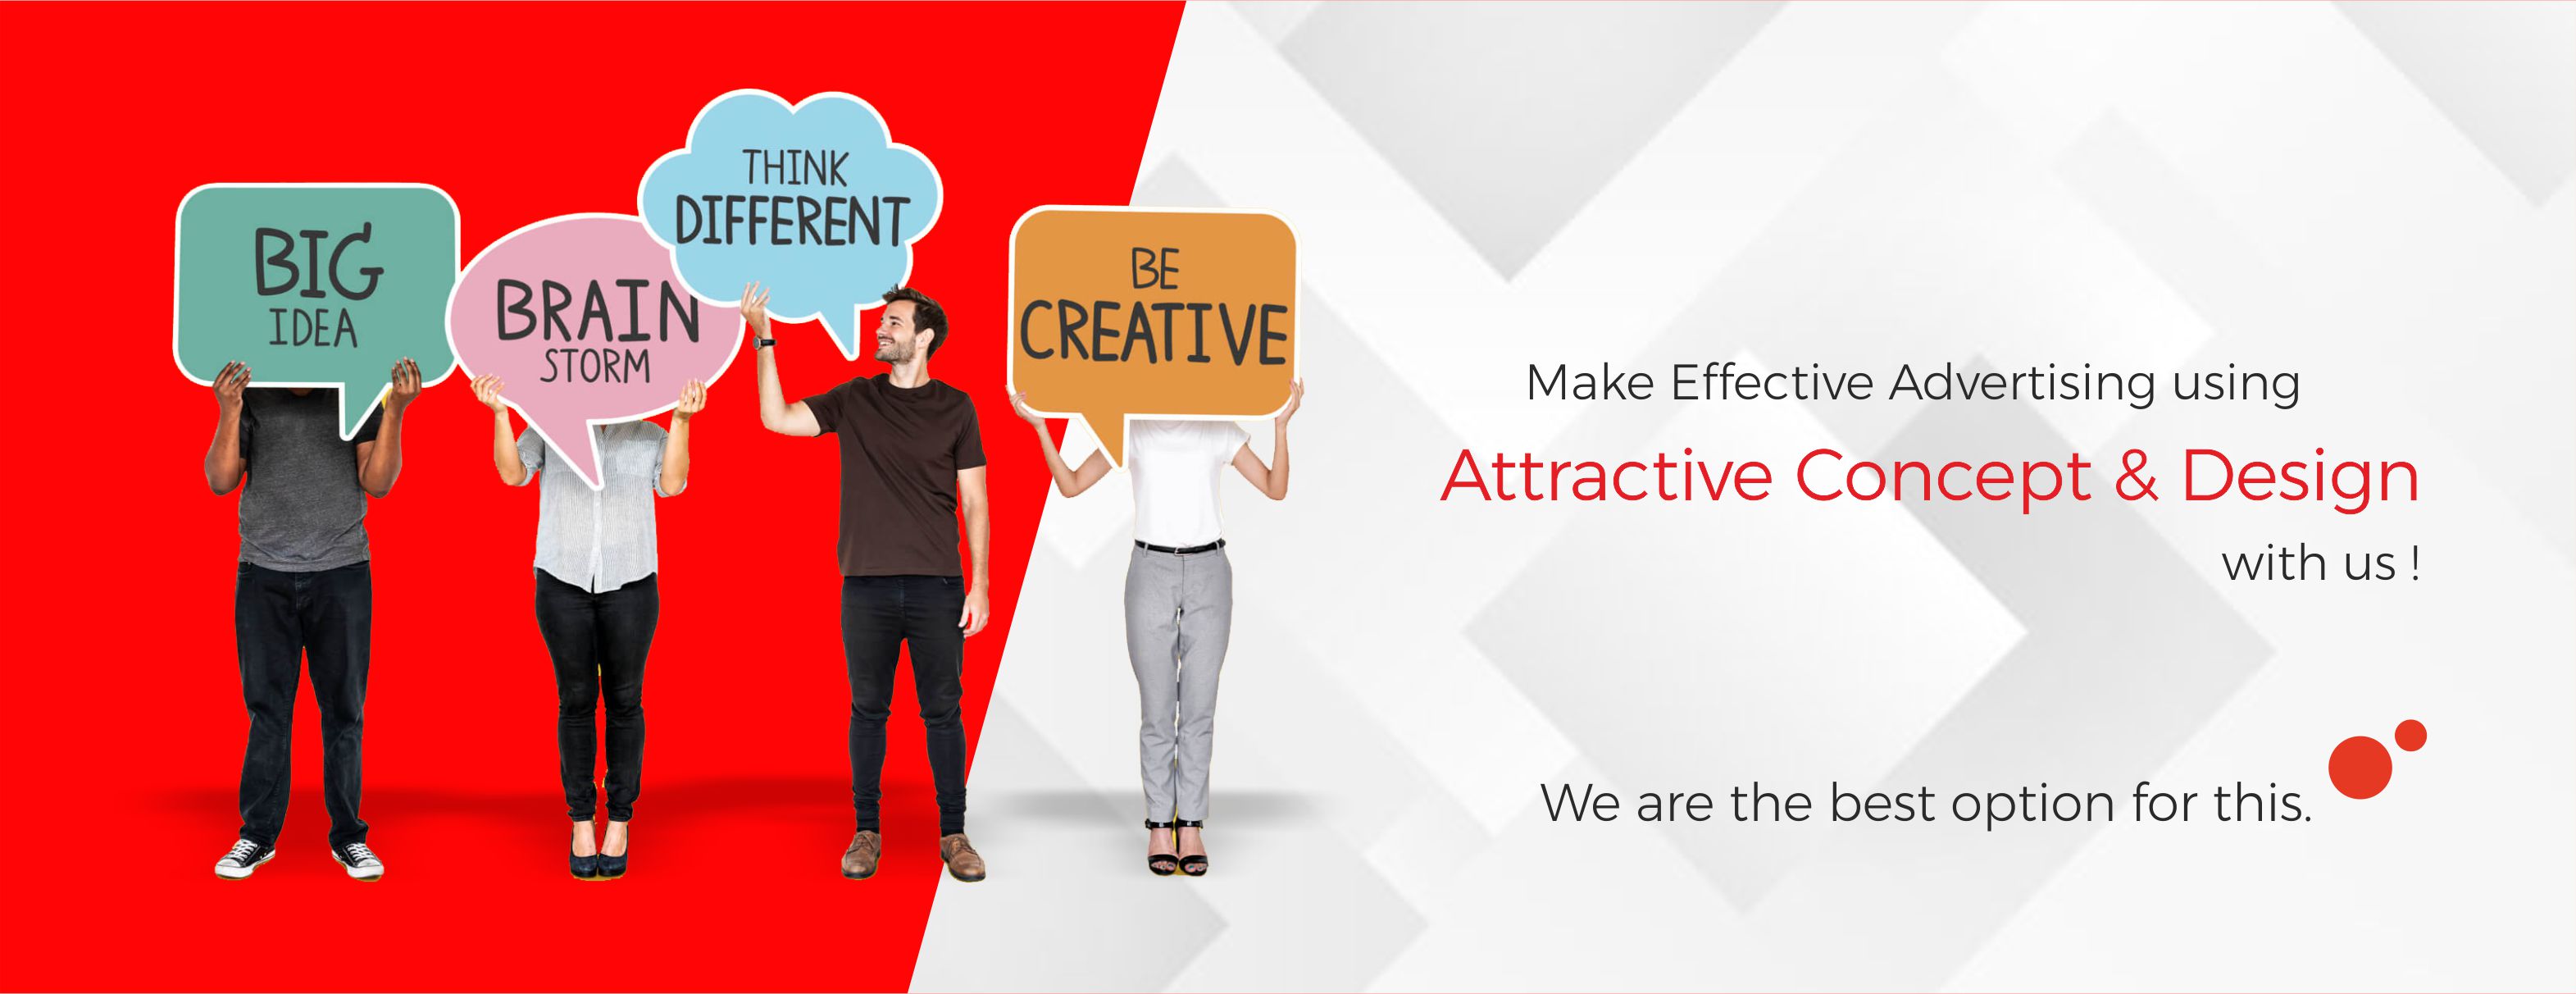 BIG
IDEA
BRAIN
STORM
THINK
DIFFERENT
BE
CREATIVE
Make Effective Advertising using
Attractive Concept & Design
with us !
We are the best option for this.